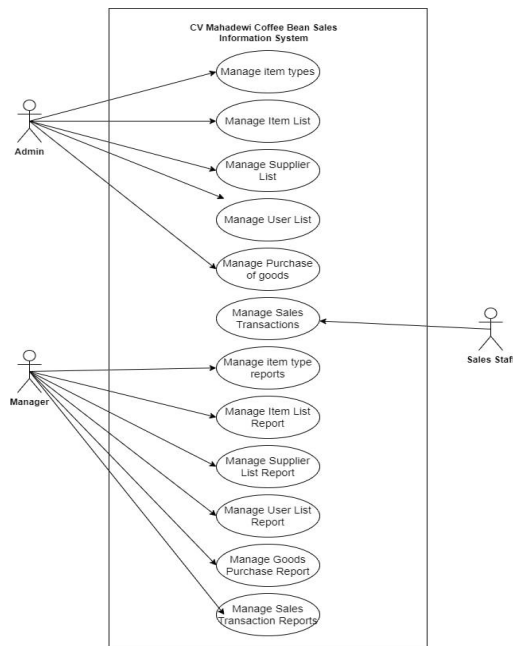 CV Mahadewi Coffee Bean Sales
Information System
Manage item types
Manage Item List
Admin
Manage Supplier
List
Manage User List
Manage Purchase
of goods
Manage Sales
Transactions
Sales Staff
Manage item type
reports
Manager
Manage Item List
Report
Manage Supplier
List Report
Manage User List
Report
Manage Goods
Purchase Report
Manage Sales
Transaction Reports